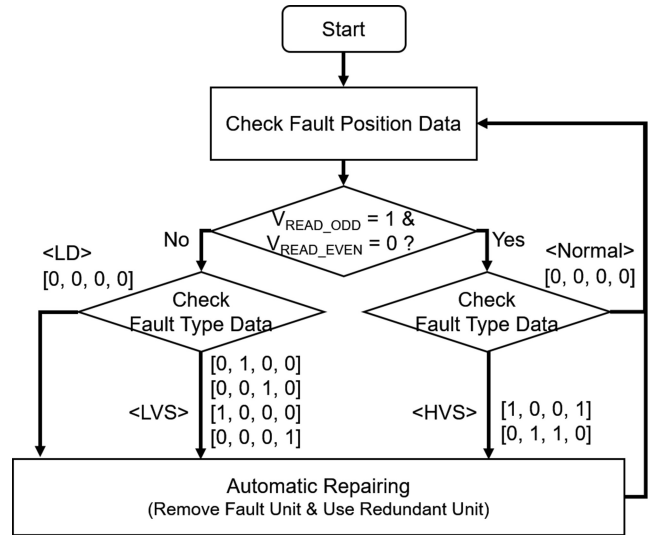 Start
Check Fault Position Data
V_READ_ODD = 1 &
V_READ_EVEN = 0 ?
No
Yes
<LD>
[0, 0, 0, 0]
<Normal>
[0, 0, 0, 0]
Check
Fault Type Data
Check
Fault Type Data
<LVS>
[0, 1, 0, 0]
[0, 0, 1, 0]
[1, 0, 0, 0]
[0, 0, 0, 1]
<HVS>
[1, 0, 0, 1]
[0, 1, 1, 0]
Automatic Repairing
(Remove Fault Unit & Use Redundant Unit)